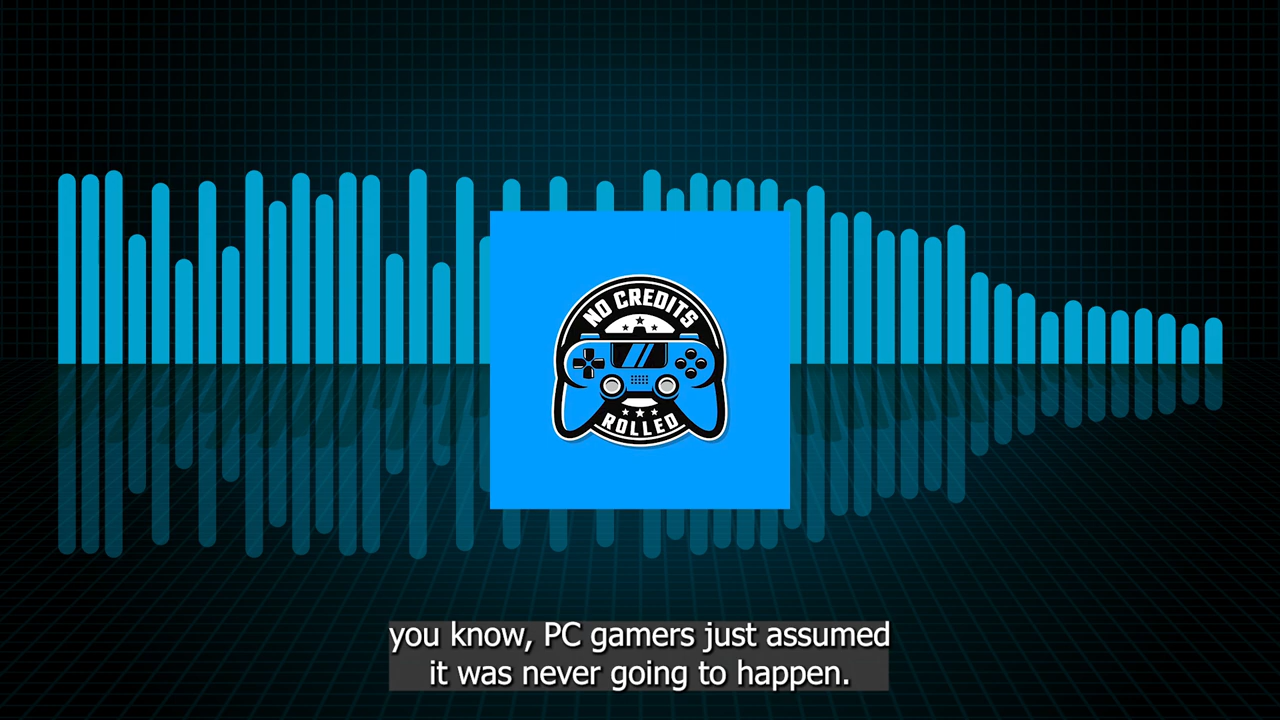 NO CREDITS
ROLLED
you know, PC gamers just assumed
it was never going to happen.